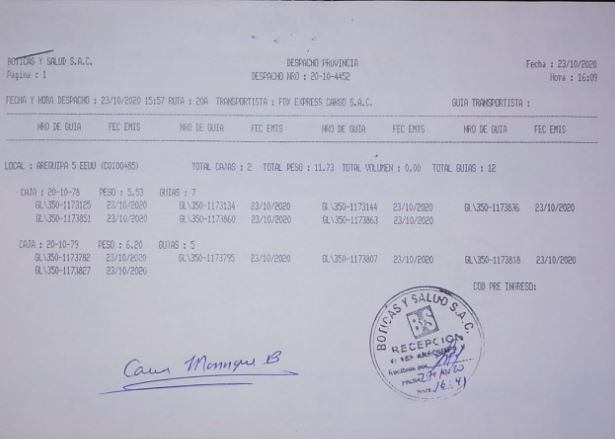 BOTICAS Y SALUD S.A.C. DESPACHO PROVINCIA Fecha : 23/10/2020
Pagina : 1 DESPACHO NRO : 20-10-4452 Hora : 16:09
FECHA Y HORA DESPACHO : 23/10/2020 15:57 RUTA : 20A TRANSPORTISTA : FOX EXPRESS CARGO S.A.C. GUIA TRANSPORTISTA :
NRO DE GUIA FEC EMIS NRO DE GUIA FEC EMIS NRO DE GUIA FEC EMIS NRO DE GUIA FEC EMIS
LOCAL : AREQUIPA 5 EEUU (C0100485) TOTAL CAJAS : 2 TOTAL PESO : 11.73 TOTAL VOLUMEN : 0.00 TOTAL GUIAS : 12
CAJA : 20-10-78 PESO : 5.53 GUIAS : 7
GL\350-1173125 23/10/2020 GL\350-1173134 23/10/2020 GL\350-1173144 23/10/2020 GL\350-1173836 23/10/2020
GL\350-1173851 23/10/2020 GL\350-1173860 23/10/2020 GL\350-1173863 23/10/2020
CAJA : 20-10-79 PESO : 6.20 GUIAS : 5
GL\350-1173782 23/10/2020 GL\350-1173795 23/10/2020 GL\350-1173807 23/10/2020 GL\350-1173818 23/10/2020
GL\350-1173827 23/10/2020
COD PRE INGRESO:
BOTICAS Y SALUD S.A.C.
RECEPCION
16:41